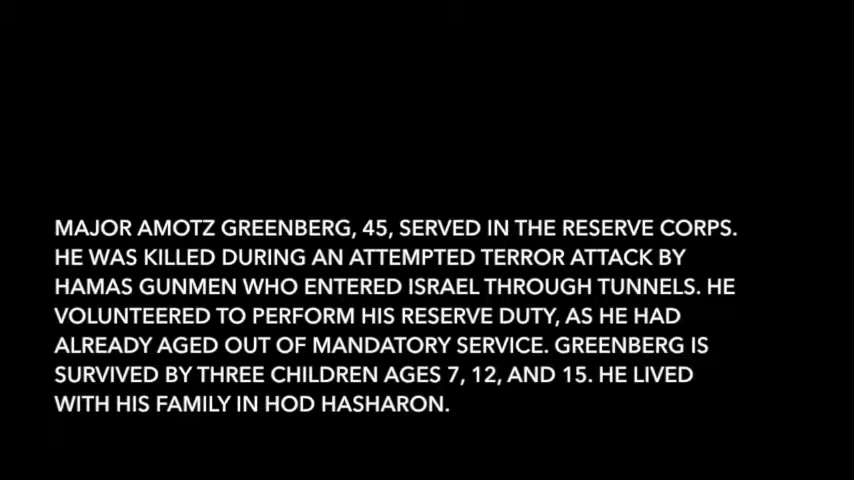 MAJOR AMOTZ GREENBERG, 45, SERVED IN THE RESERVE CORPS.
HE WAS KILLED DURING AN ATTEMPTED TERROR ATTACK BY
HAMAS GUNMEN WHO ENTERED ISRAEL THROUGH TUNNELS. HE
VOLUNTEERED TO PERFORM HIS RESERVE DUTY, AS HE HAD
ALREADY AGED OUT OF MANDATORY SERVICE. GREENBERG IS
SURVIVED BY THREE CHILDREN AGES 7, 12, AND 15. HE LIVED
WITH HIS FAMILY IN HOD HASHARON.